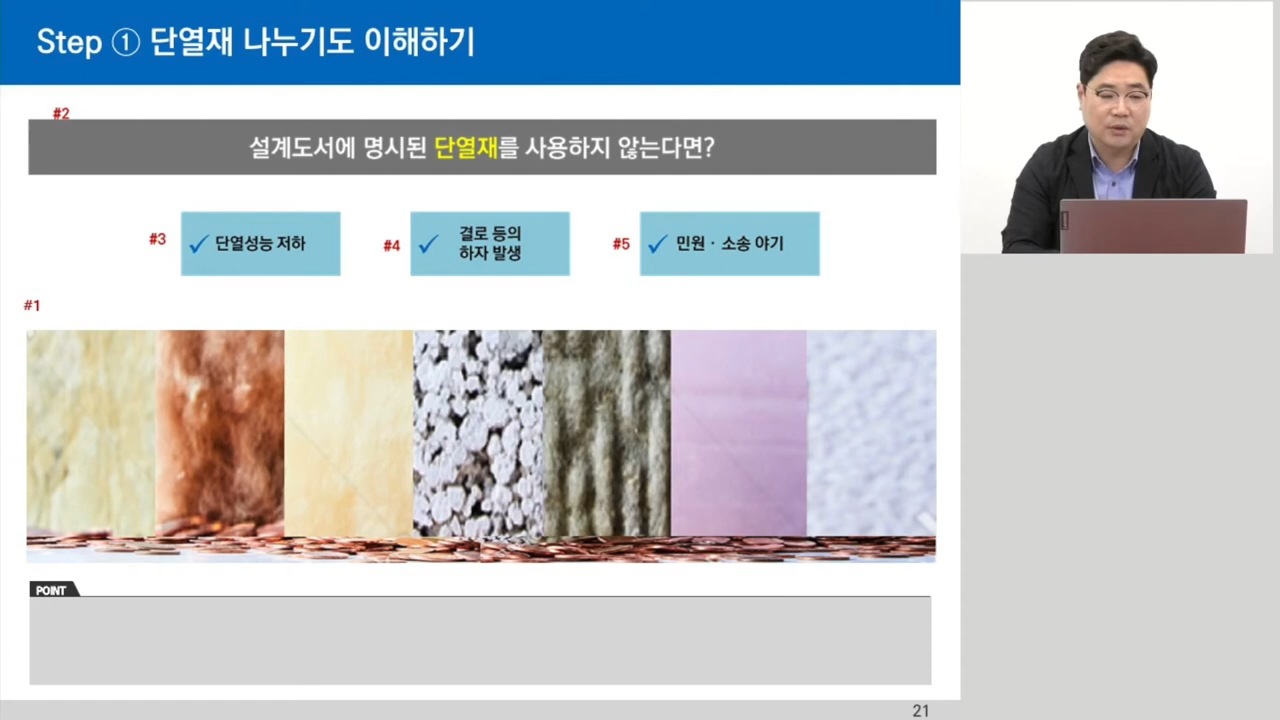 Step ① 단열재 나누기도 이해하기
#2
설계도서에 명시된 단열재를 사용하지 않는다면?
#3
단열성능 저하
#4
결로 등의
하자 발생
#5
민원 · 소송 야기
#1
POINT
21